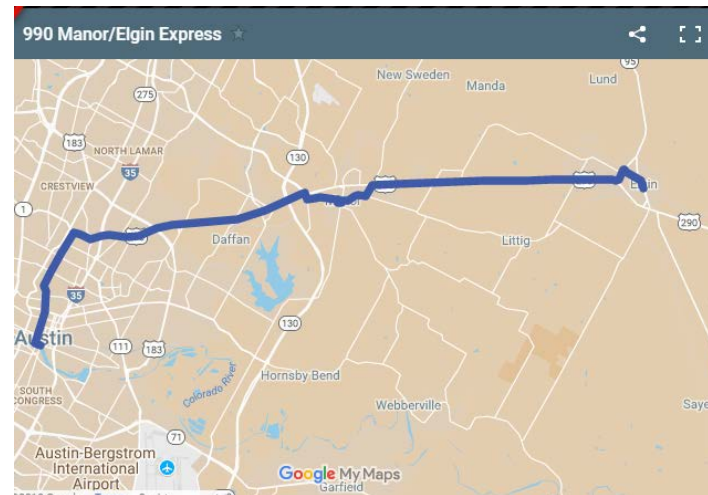 990 Manor/Elgin Express
95
New Sweden
Manda
Lund
275
183
NORTH LAMAR
130
35
CRESTVIEW
Elgin
1
290
Daffan
Littig
35
130
Austin
111
183
Hornsby Bend
SOUTH
CONGRESS
Colorado River
Webberville
Saye
71
Austin-Bergstrom
International
Airport
Google My Maps
Garfield